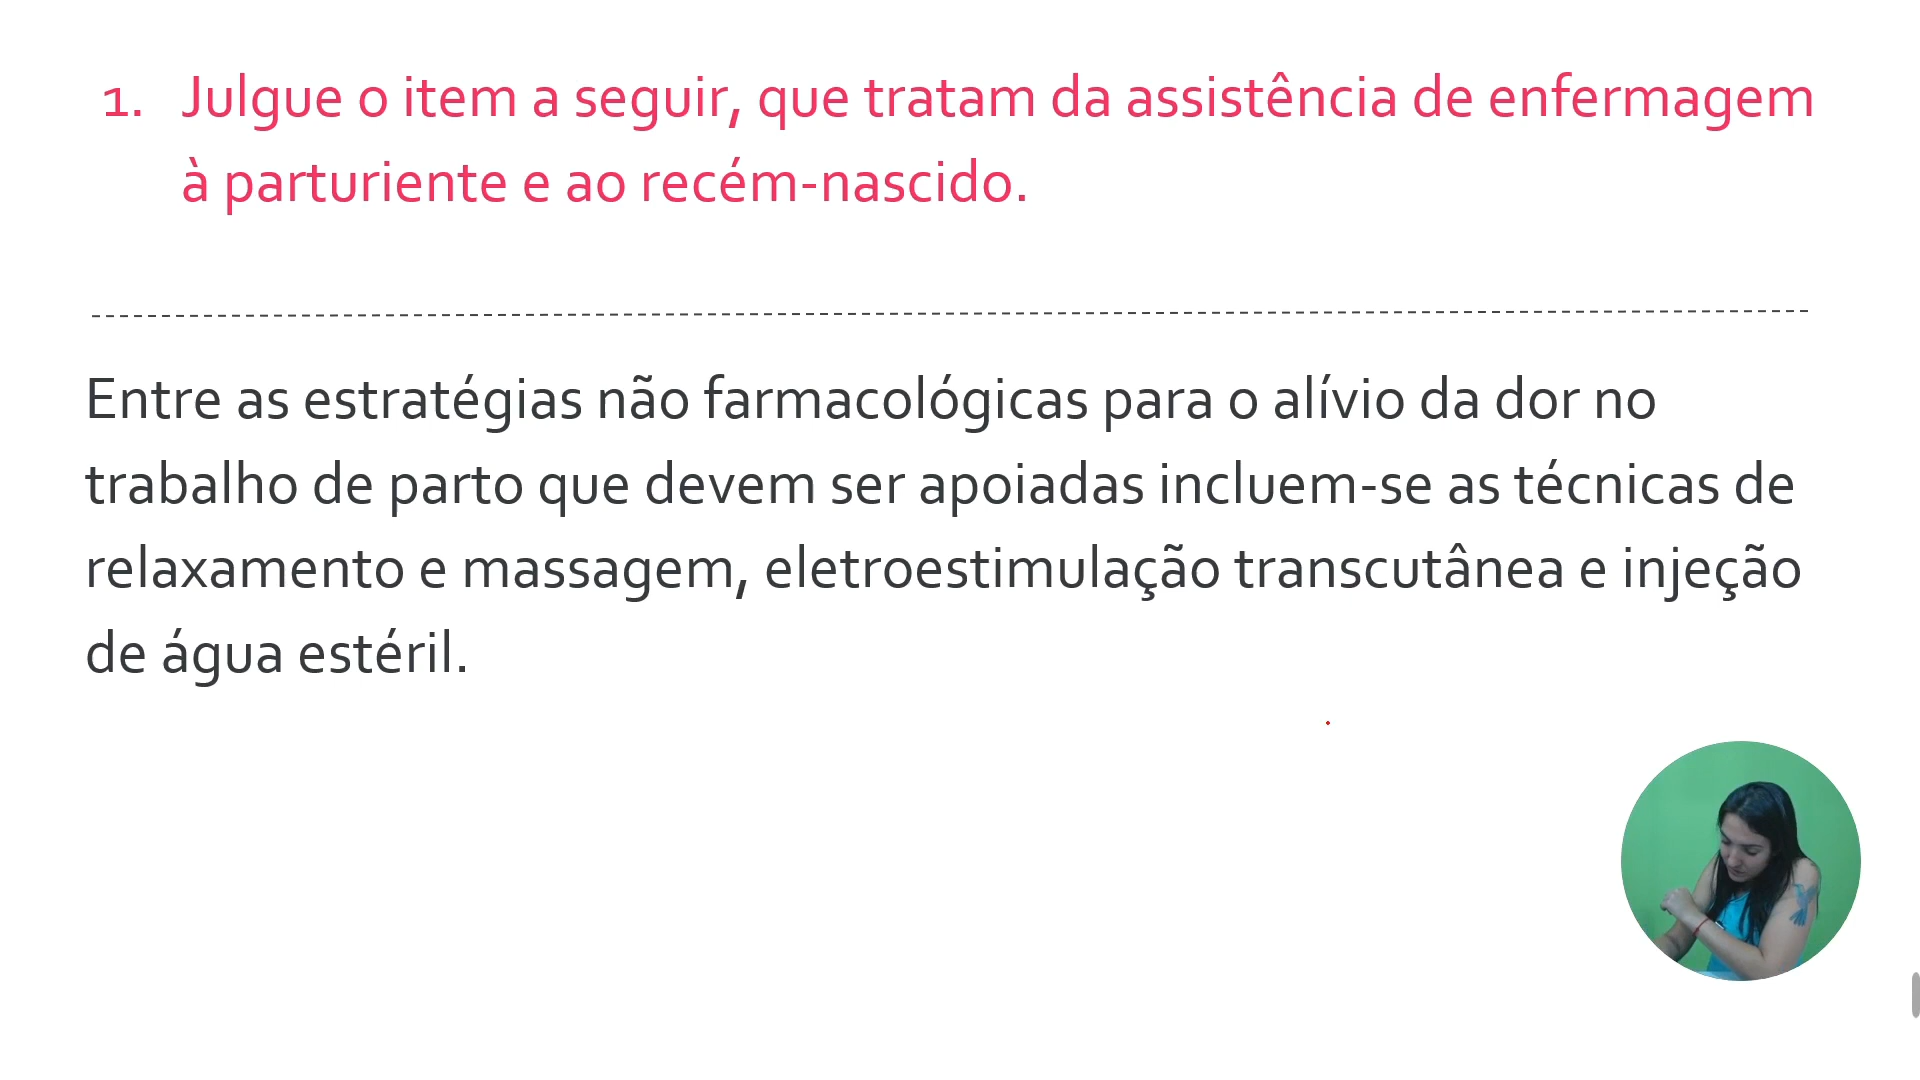 1. Julgue o item a seguir, que tratam da assistência de enfermagem
à parturiente e ao recém-nascido.
Entre as estratégias não farmacológicas para o alívio da dor no
trabalho de parto que devem ser apoiadas incluem-se as técnicas de
relaxamento e massagem, eletroestimulação transcutânea e injeção
de água estéril.